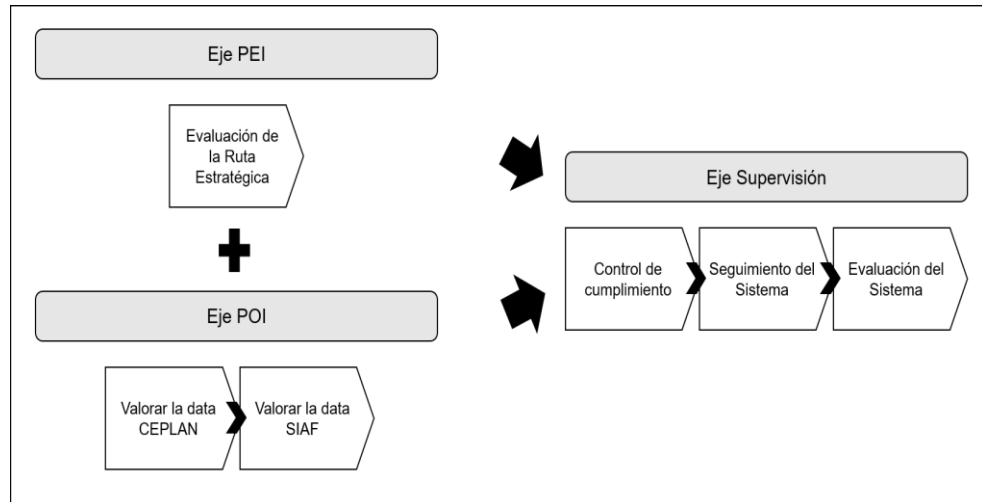 Eje PEI
Evaluación de
la Ruta
Estratégica
Eje POI
Valorar la data
CEPLAN
Valorar la data
SIAF
Eje Supervisión
Control de
cumplimiento
Seguimiento del
Sistema
Evaluación del
Sistema